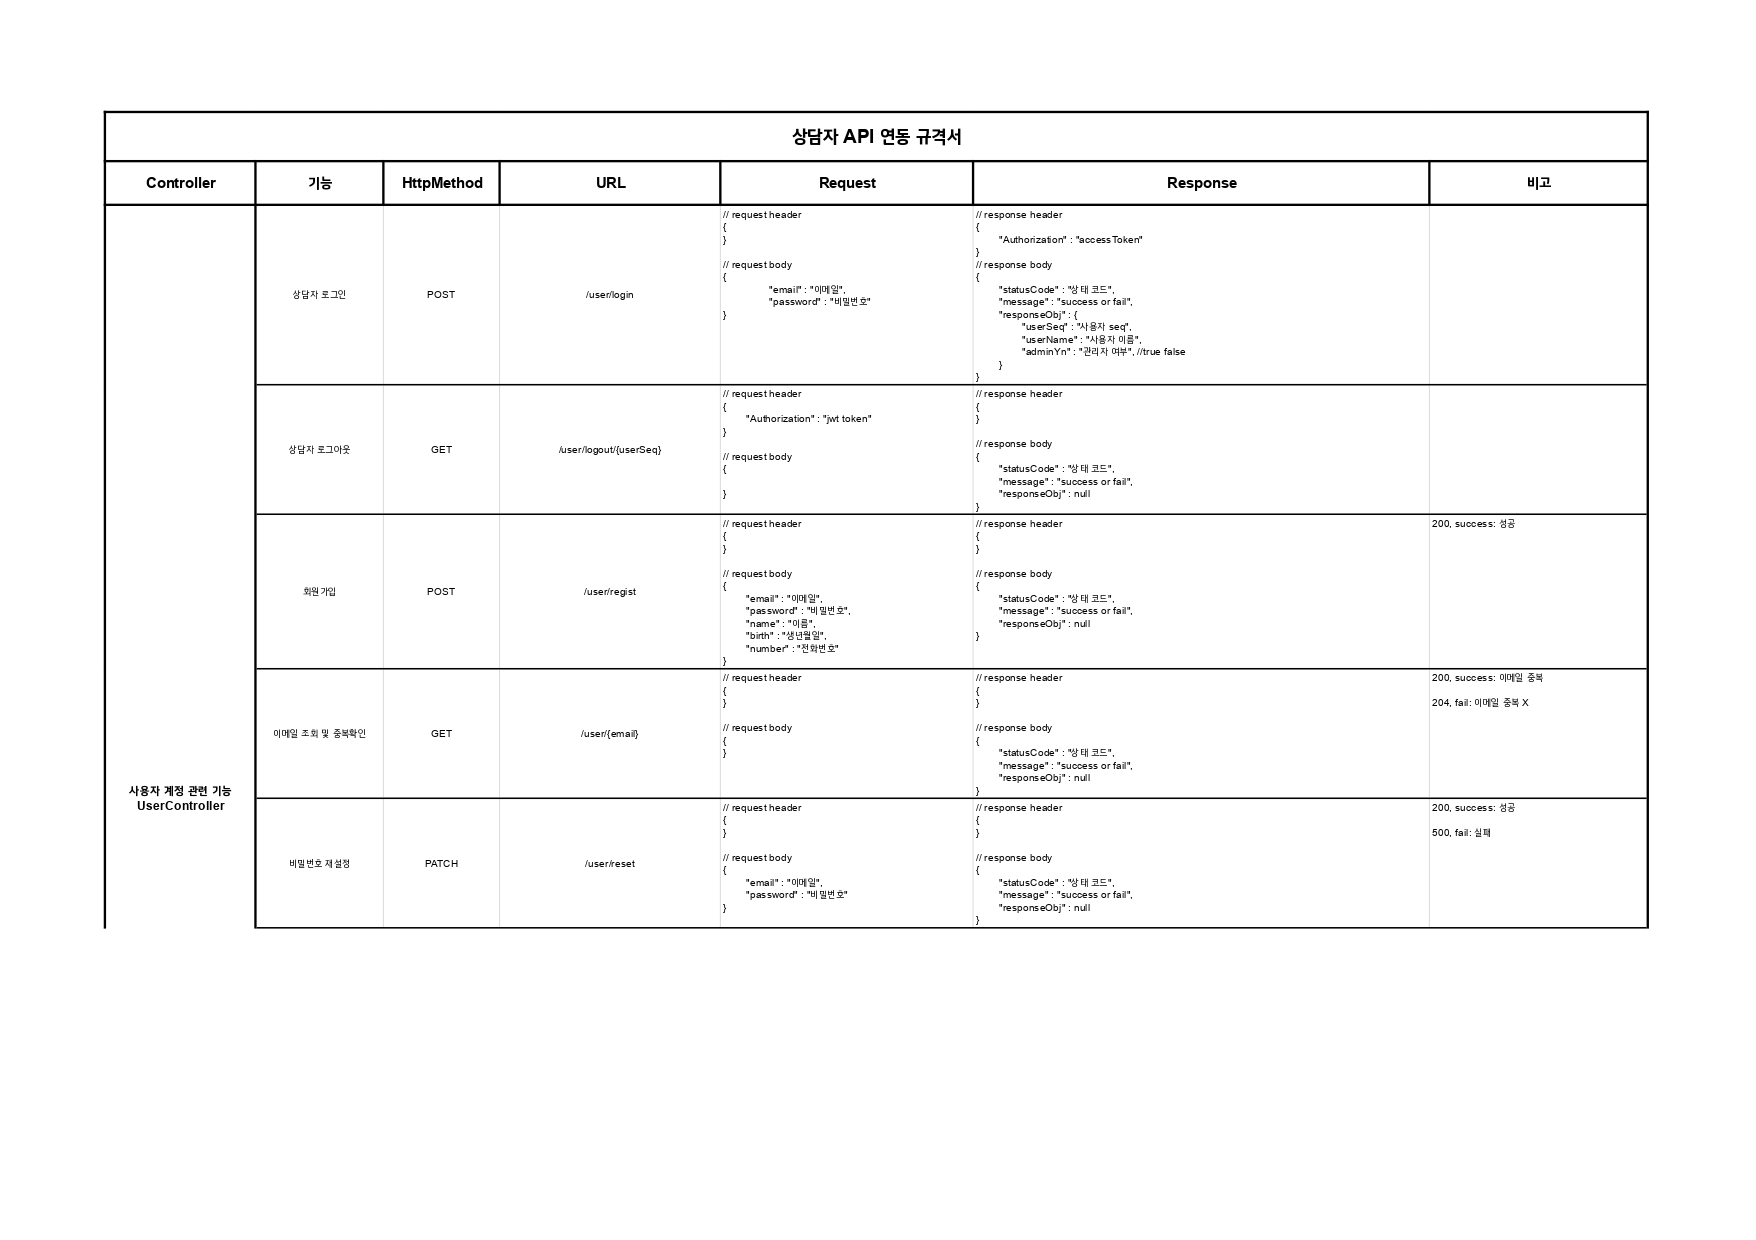 상담자 API 연동 규격서
Controller 기능 HttpMethod URL Request Response 비고
사용자 계정 관련 기능
UserController
상담자 로그인
POST
/user/login
// request header
{
}

// request body
{
"email" : "이메일",
"password" : "비밀번호"
}
// response header
{
"Authorization" : "accessToken"
}
// response body
{
"statusCode" : "상태 코드",
"message" : "success or fail",
"responseObj" : {
"userSeq" : "사용자 seq",
"userName" : "사용자 이름",
"adminYn" : "관리자 여부", //true false
}
}
상담자 로그아웃
GET
/user/logout/{userSeq}
// request header
{
"Authorization" : "jwt token"
}

// request body
{

}
// response header
{
}

// response body
{
"statusCode" : "상태 코드",
"message" : "success or fail",
"responseObj" : null
}
회원가입
POST
/user/regist
// request header
{
}

// request body
{
"email" : "이메일",
"password" : "비밀번호",
"name" : "이름",
"birth" : "생년월일",
"number" : "전화번호"
}
// response header
{
}

// response body
{
"statusCode" : "상태 코드",
"message" : "success or fail",
"responseObj" : null
}
200, success: 성공
이메일 조회 및 중복확인
GET
/user/{email}
// request header
{
}

// request body
{
}
// response header
{
}

// response body
{
"statusCode" : "상태 코드",
"message" : "success or fail",
"responseObj" : null
}
200, success: 이메일 중복

204, fail: 이메일 중복 X
비밀번호 재설정
PATCH
/user/reset
// request header
{
}

// request body
{
"email" : "이메일",
"password" : "비밀번호"
}
// response header
{
}

// response body
{
"statusCode" : "상태 코드",
"message" : "success or fail",
"responseObj" : null
}
200, success: 성공

500, fail: 실패